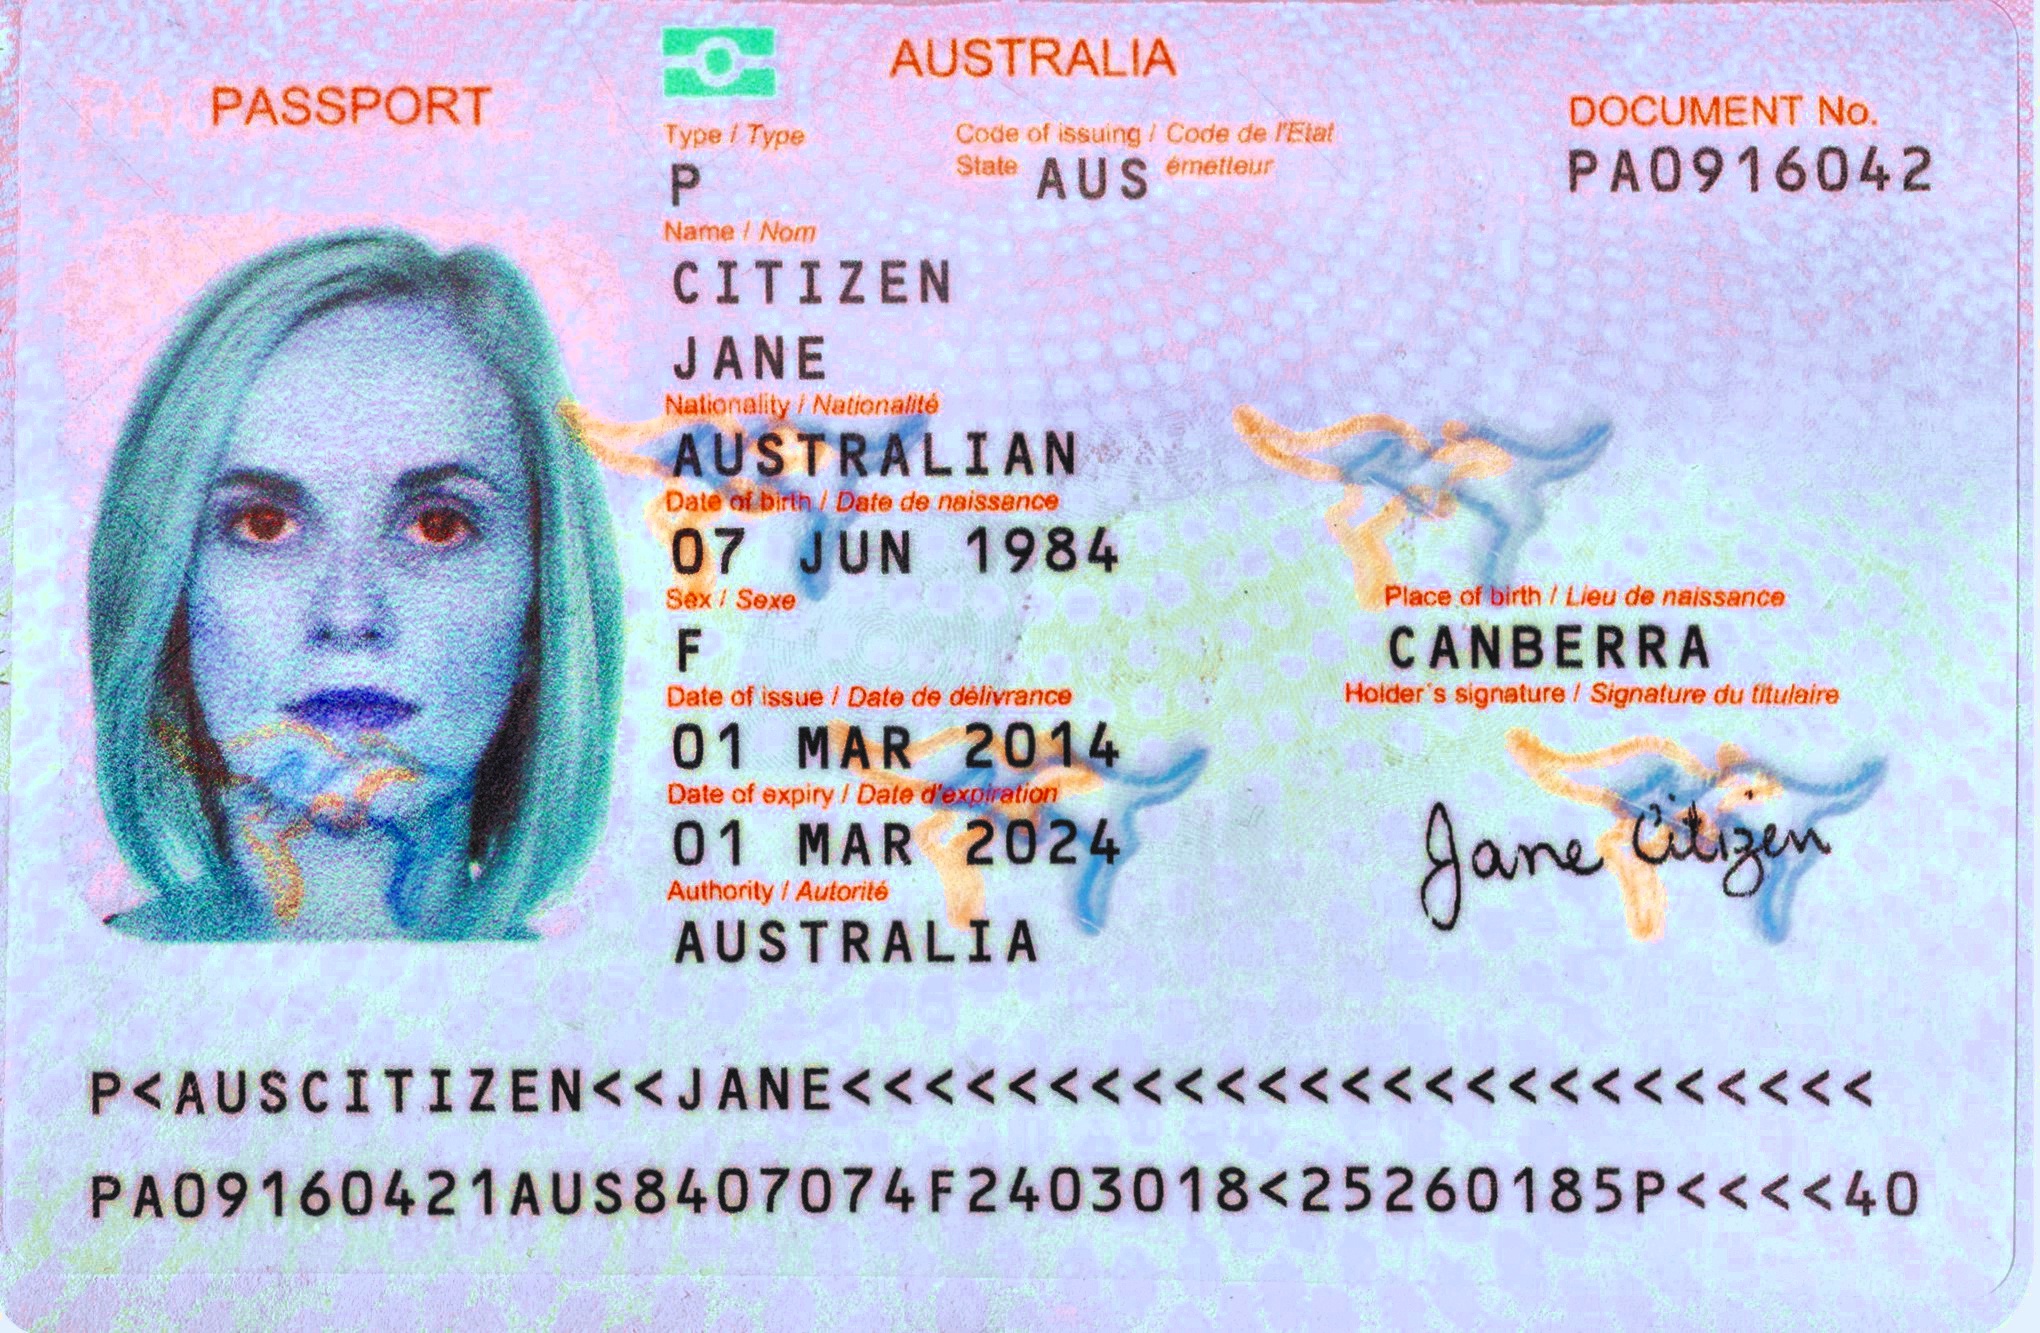 PASSPORT
AUSTRALIA
Type / Type
Code of issuing / Code de l'Etat
State
émetteur
P
AUS
DOCUMENT No.
PA0916042
Name / Nom
CITIZEN
JANE
Nationality / Nationalité
AUSTRALIAN
Date of birth / Date de naissance
07 JUN 1984
Sex / Sexe
F
Place of birth / Lieu de naissance
CANBERRA
Date of issue / Date de délivrance
01 MAR 2014
Holder's signature / Signature du titulaire
Date of expiry / Date d'expiration
01 MAR 2024
Jane Citizen
Authority / Autorité
AUSTRALIA
P<AUSCITIZEN<<JANE<<<<<<<<<<<<<<<<<<<<<<<<<
PA09160421AUS8407074F2403018<25260185P<<<<40